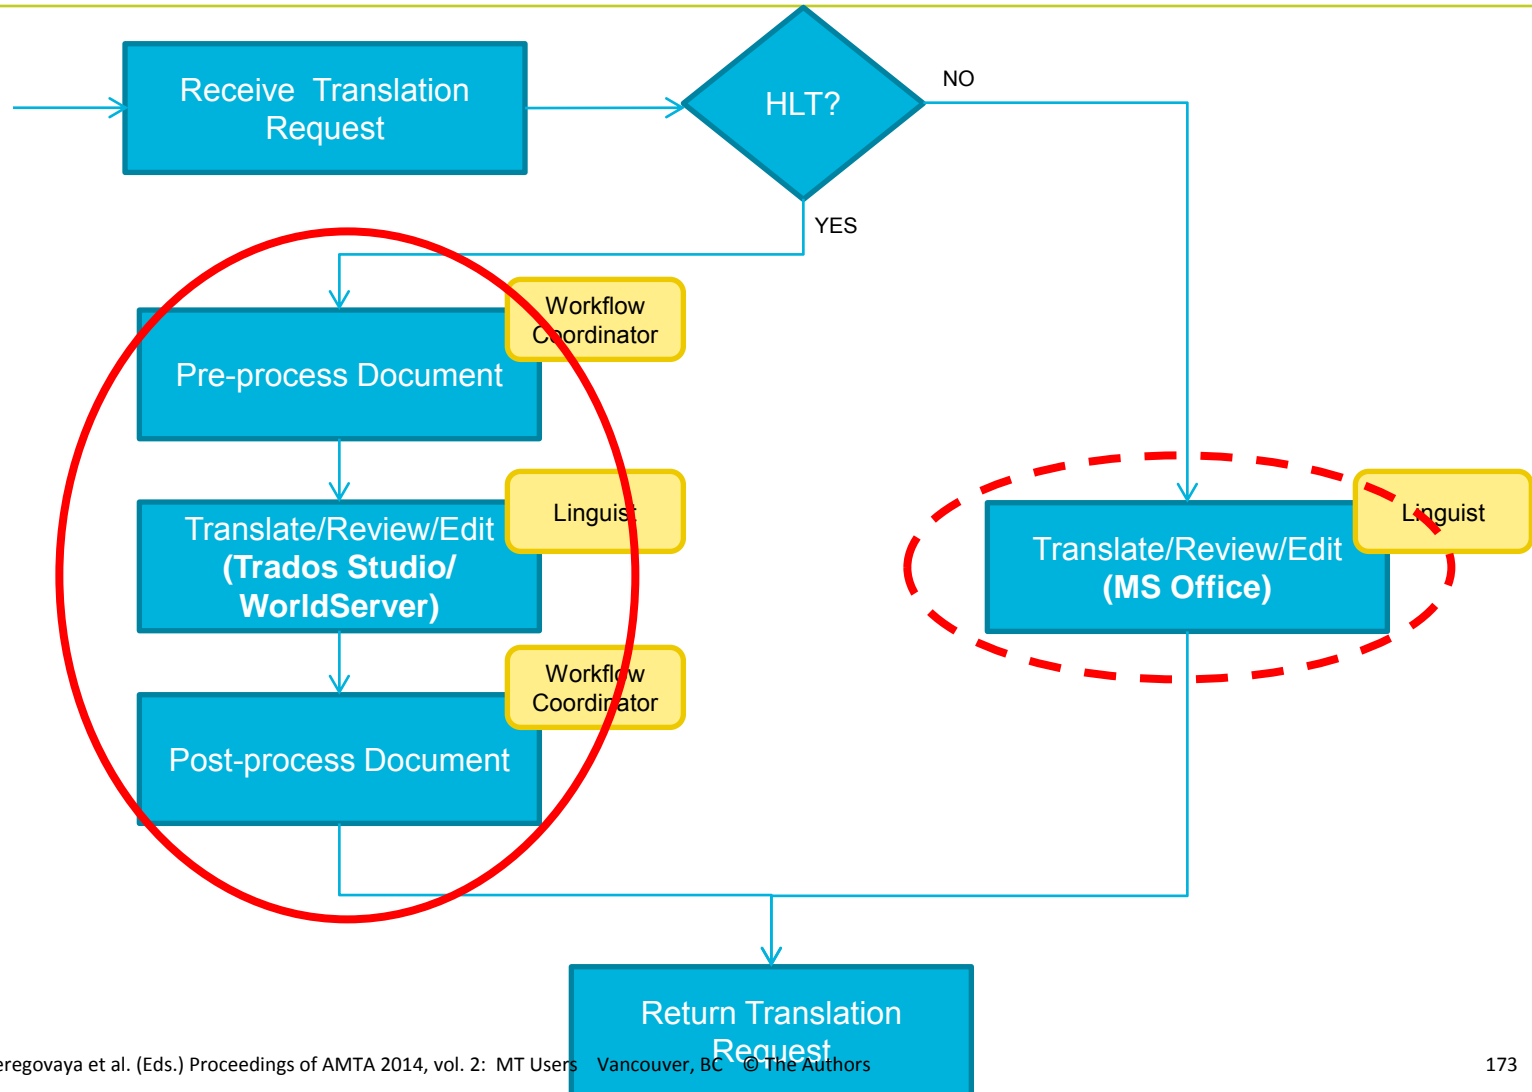 Receive Translation
Request
HLT?
NO
YES
Workflow
Coordinator
Pre-process Document
Linguist
Translate/Review/Edit
(Trados Studio/
WorldServer)
Linguist
Translate/Review/Edit
(MS Office)
Workflow
Coordinator
Post-process Document
Return Translation
Request
eregovaya et al. (Eds.) Proceedings of AMTA 2014, vol. 2: MT Users Vancouver, BC © The Authors 173